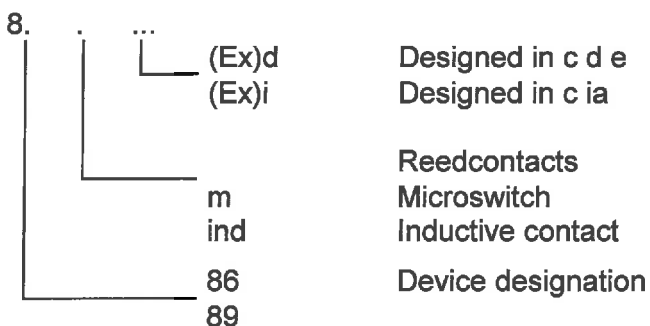 8. . ...
(Ex)d Designed in c d e
(Ex)i Designed in c ia
Reedcontacts
m Microswitch
ind Inductive contact
86 Device designation
89